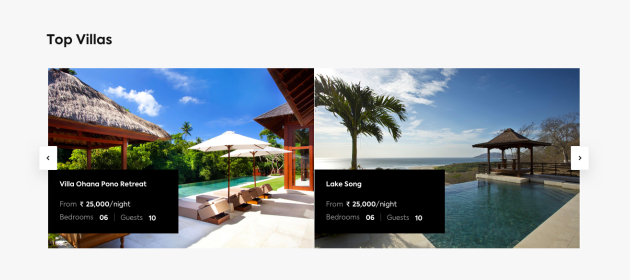 Top Villas
Villa Ohana Pono Retreat
From ₹ 25,000/night
Bedrooms 06 | Guests 10
Lake Song
From ₹ 25,000/night
Bedrooms 06 | Guests 10